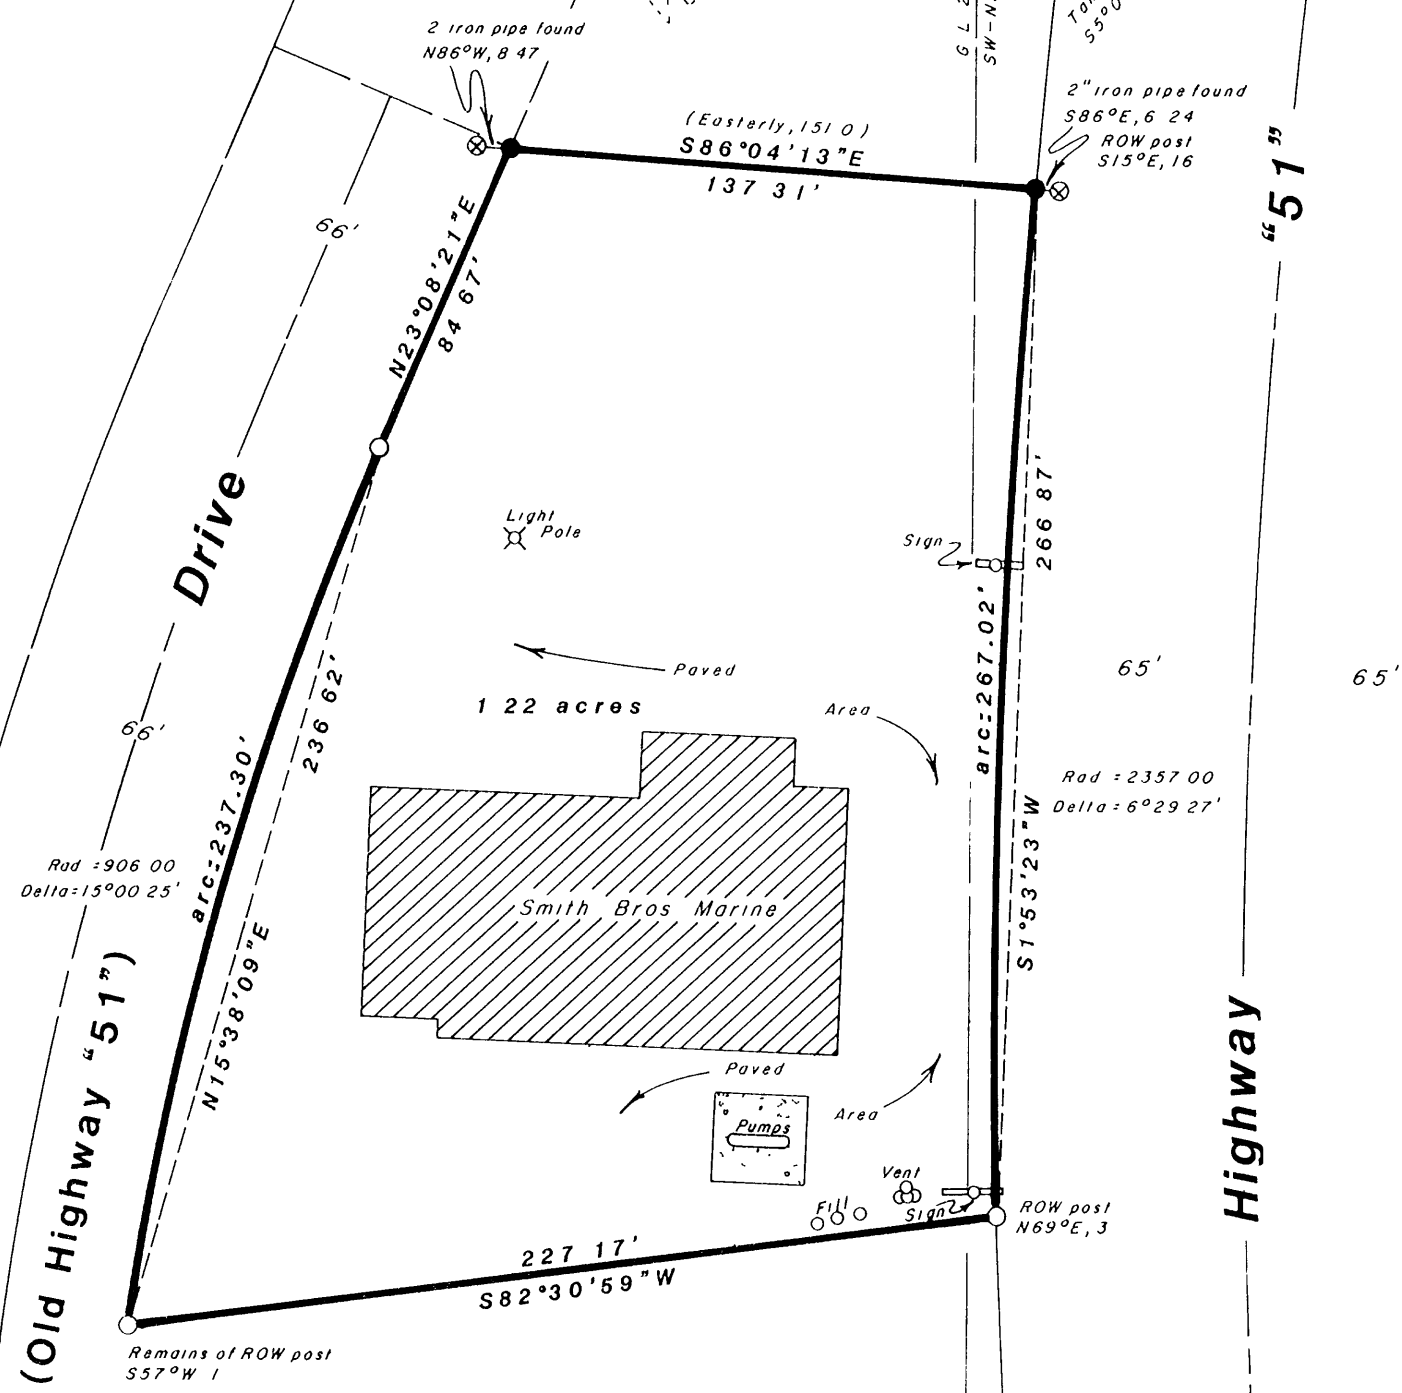 2 iron pipe found
N86°W, 8 47
G L 2
SW-N
S5°0
2" iron pipe found
S86°E, 6 24
ROW post
S15°E, 16
(Easterly, 151 0)
S86°04'13"E
137 31'
"51"
66'
N23°08'21"E
84 67'
Drive
Light
Pole
Sign
266 87'
arc=267.02'
Paved
1 22 acres
Area
65'
65'
66'
236 62'
arc=237.30'
Rad =2357 00
Delta =6°29 27'
S1°53'23"W
Rad =906 00
Delta=15°00 25'
Smith Bros Marine
N15°38'09"E
(Old Highway "51")
Highway
Paved
Area
Pumps
Vent
Fill
Sign
ROW post
N69°E, 3
227 17'
S82°30'59"W
Remains of ROW post
S57°W 1